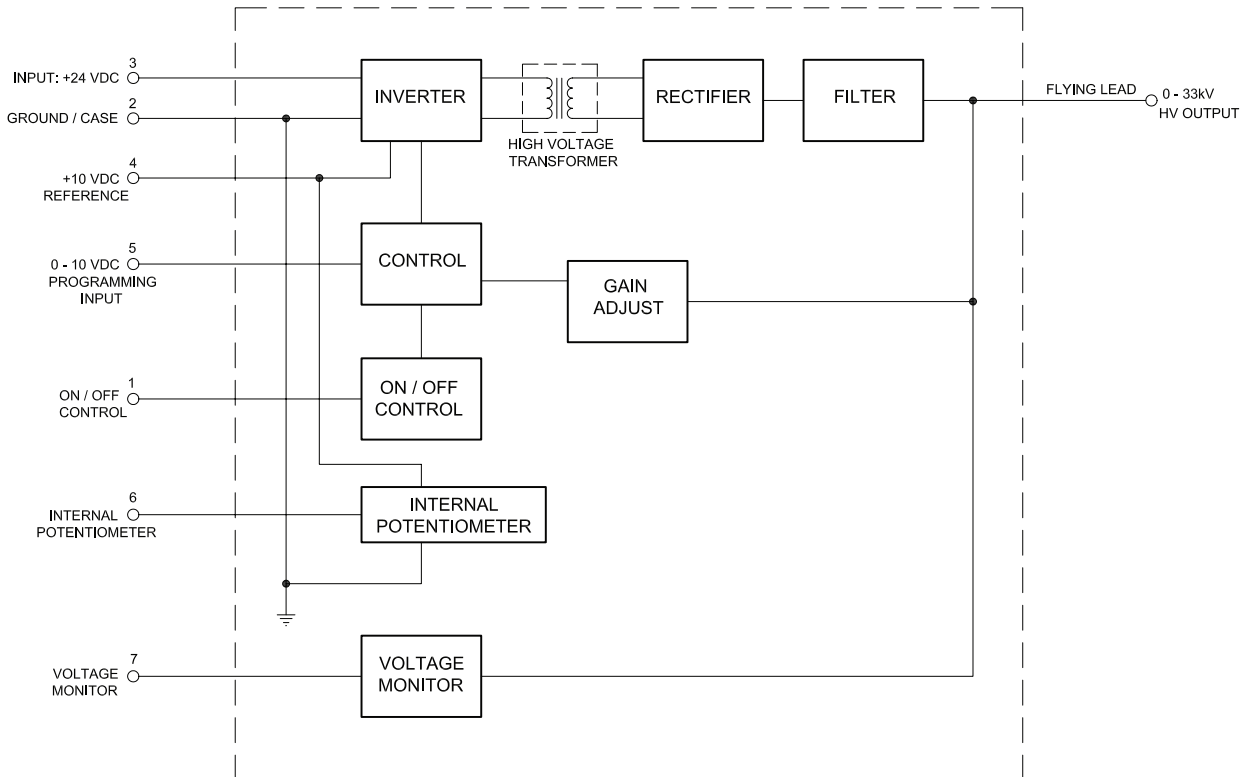 3
INPUT: +24 VDC
2
GROUND / CASE
4
+10 VDC
REFERENCE
5
0 - 10 VDC
PROGRAMMING
INPUT
1
ON / OFF
CONTROL
6
INTERNAL
POTENTIOMETER
7
VOLTAGE
MONITOR
INVERTER
HIGH VOLTAGE
TRANSFORMER
RECTIFIER
FILTER
FLYING LEAD
0 - 33kV
HV OUTPUT
CONTROL
GAIN
ADJUST
ON / OFF
CONTROL
INTERNAL
POTENTIOMETER
VOLTAGE
MONITOR